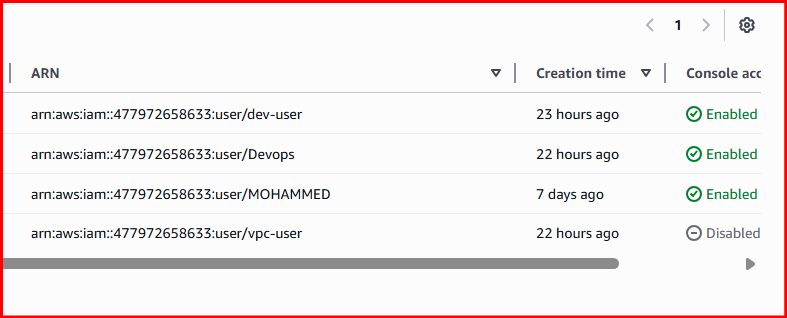 1
ARN Creation time Console acc
arn:aws:iam::477972658633:user/dev-user 23 hours ago Enabled
arn:aws:iam::477972658633:user/Devops 22 hours ago Enabled
arn:aws:iam::477972658633:user/MOHAMMED 7 days ago Enabled
arn:aws:iam::477972658633:user/vpc-user 22 hours ago Disabled